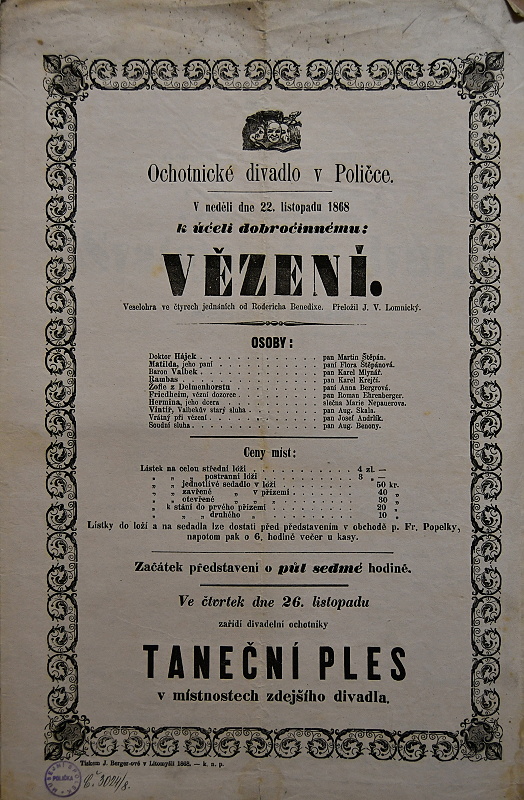 Ochotnické divadlo v Poličce.
V neděli dne 22. listopadu 1868
k účeli dobročinnému:
VĚZENÍ.
Veselohra ve čtyrech jednáních od Rodericha Benedixe. Přeložil J. V. Lomnický.
OSOBY:
Doktor Hájek . . . . . . . . . . . pan Martin Štěpán.
Matilda, jeho paní . . . . . . . . . . paní Flora Štěpánová.
Baron Valbek . . . . . . . . . . . pan Karel Mlynář.
Rambas . . . . . . . . . . . . pan Karel Krejčí.
Žofie z Delmenhorstu . . . . . . . . . paní Anna Bergrová.
Friedheim, vězní dozorce . . . . . . . . pan Roman Ehrenberger.
Hermina, jeho dcera . . . . . . . . . slečna Marie Nepauerova.
Vintíř, Valbekův starý sluha . . . . . . . pan Aug. Skala.
Vrátný při vězení . . . . . . . . . . pan Josef Andrlík.
Soudní sluha . . . . . . . . . . . pan Aug. Benony.
Ceny míst:
Lístek na celou střední lóži . . . . . . . . . 4 zl. —
„ „ „ postranní lóži . . . . . . . . 3 „ —
„ „ jednotlivé sedadlo v lóži . . . . . . . 50 kr.
„ „ zavřené „ v přízemí . . . . . . 40 „
„ „ otevřené „ „ . . . . . . 30 „
„ k stání do prvého přízemí . . . . . . . 20 „
„ „ „ druhého „ . . . . . . . 10 „
Lístky do loží a na sedadla lze dostati před představením v obchodě p. Fr. Popelky,
napotom pak o 6. hodině večer u kasy.
Začátek představení o půl sedmé hodině.
Ve čtvrtek dne 26. listopadu
zařídí divadelní ochotníky
TANEČNÍ PLES
v místnostech zdejšího divadla.
Tiskem J. Berger-ové v Litomyšli 1868. — k. n. p.
POLIČKA